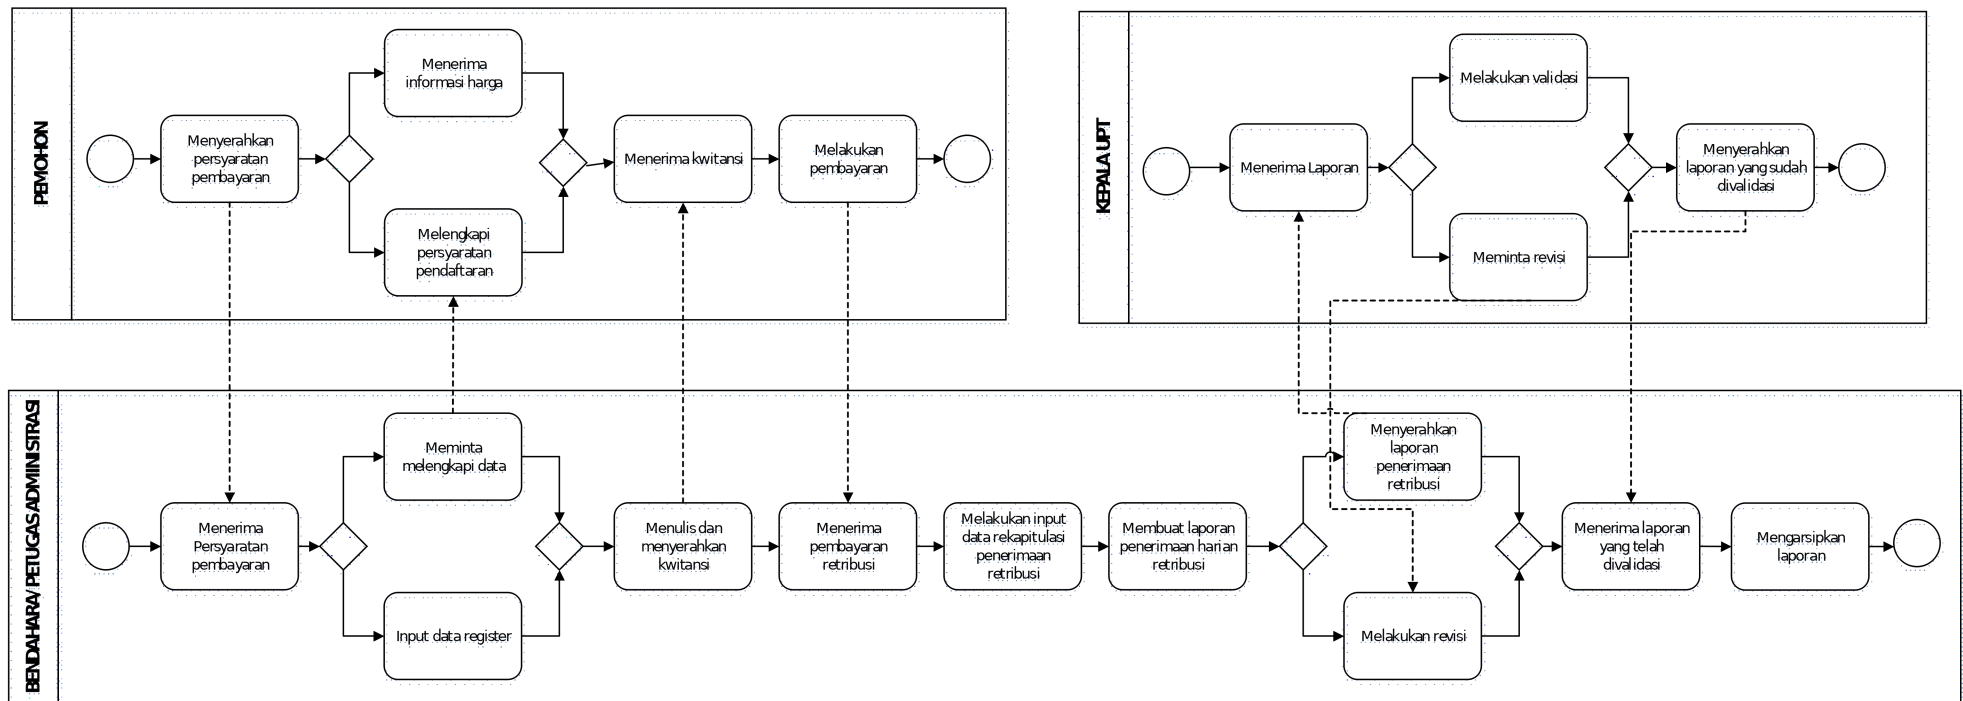 PEMOHON
Menyerahkan
persyaratan
pembayaran
Menerima
informasi harga
Melengkapi
persyaratan
pendaftaran
Menerima kwitansi
Melakukan
pembayaran
KEPALA UPT
Menerima Laporan
Melakukan validasi
Meminta revisi
Menyerahkan
laporan yang sudah
divalidasi
BENDAHARA/ PETUGAS ADMINISTRASI
Menerima
Persyaratan
pembayaran
Meminta
melengkapi data
Input data register
Menulis dan
menyerahkan
kwitansi
Menerima
pembayaran
retribusi
Melakukan input
data rekapitulasi
penerimaan
retribusi
Membuat laporan
penerimaan harian
retribusi
Menyerahkan
laporan
penerimaan
retribusi
Melakukan revisi
Menerima laporan
yang telah
divalidasi
Mengarsipkan
laporan